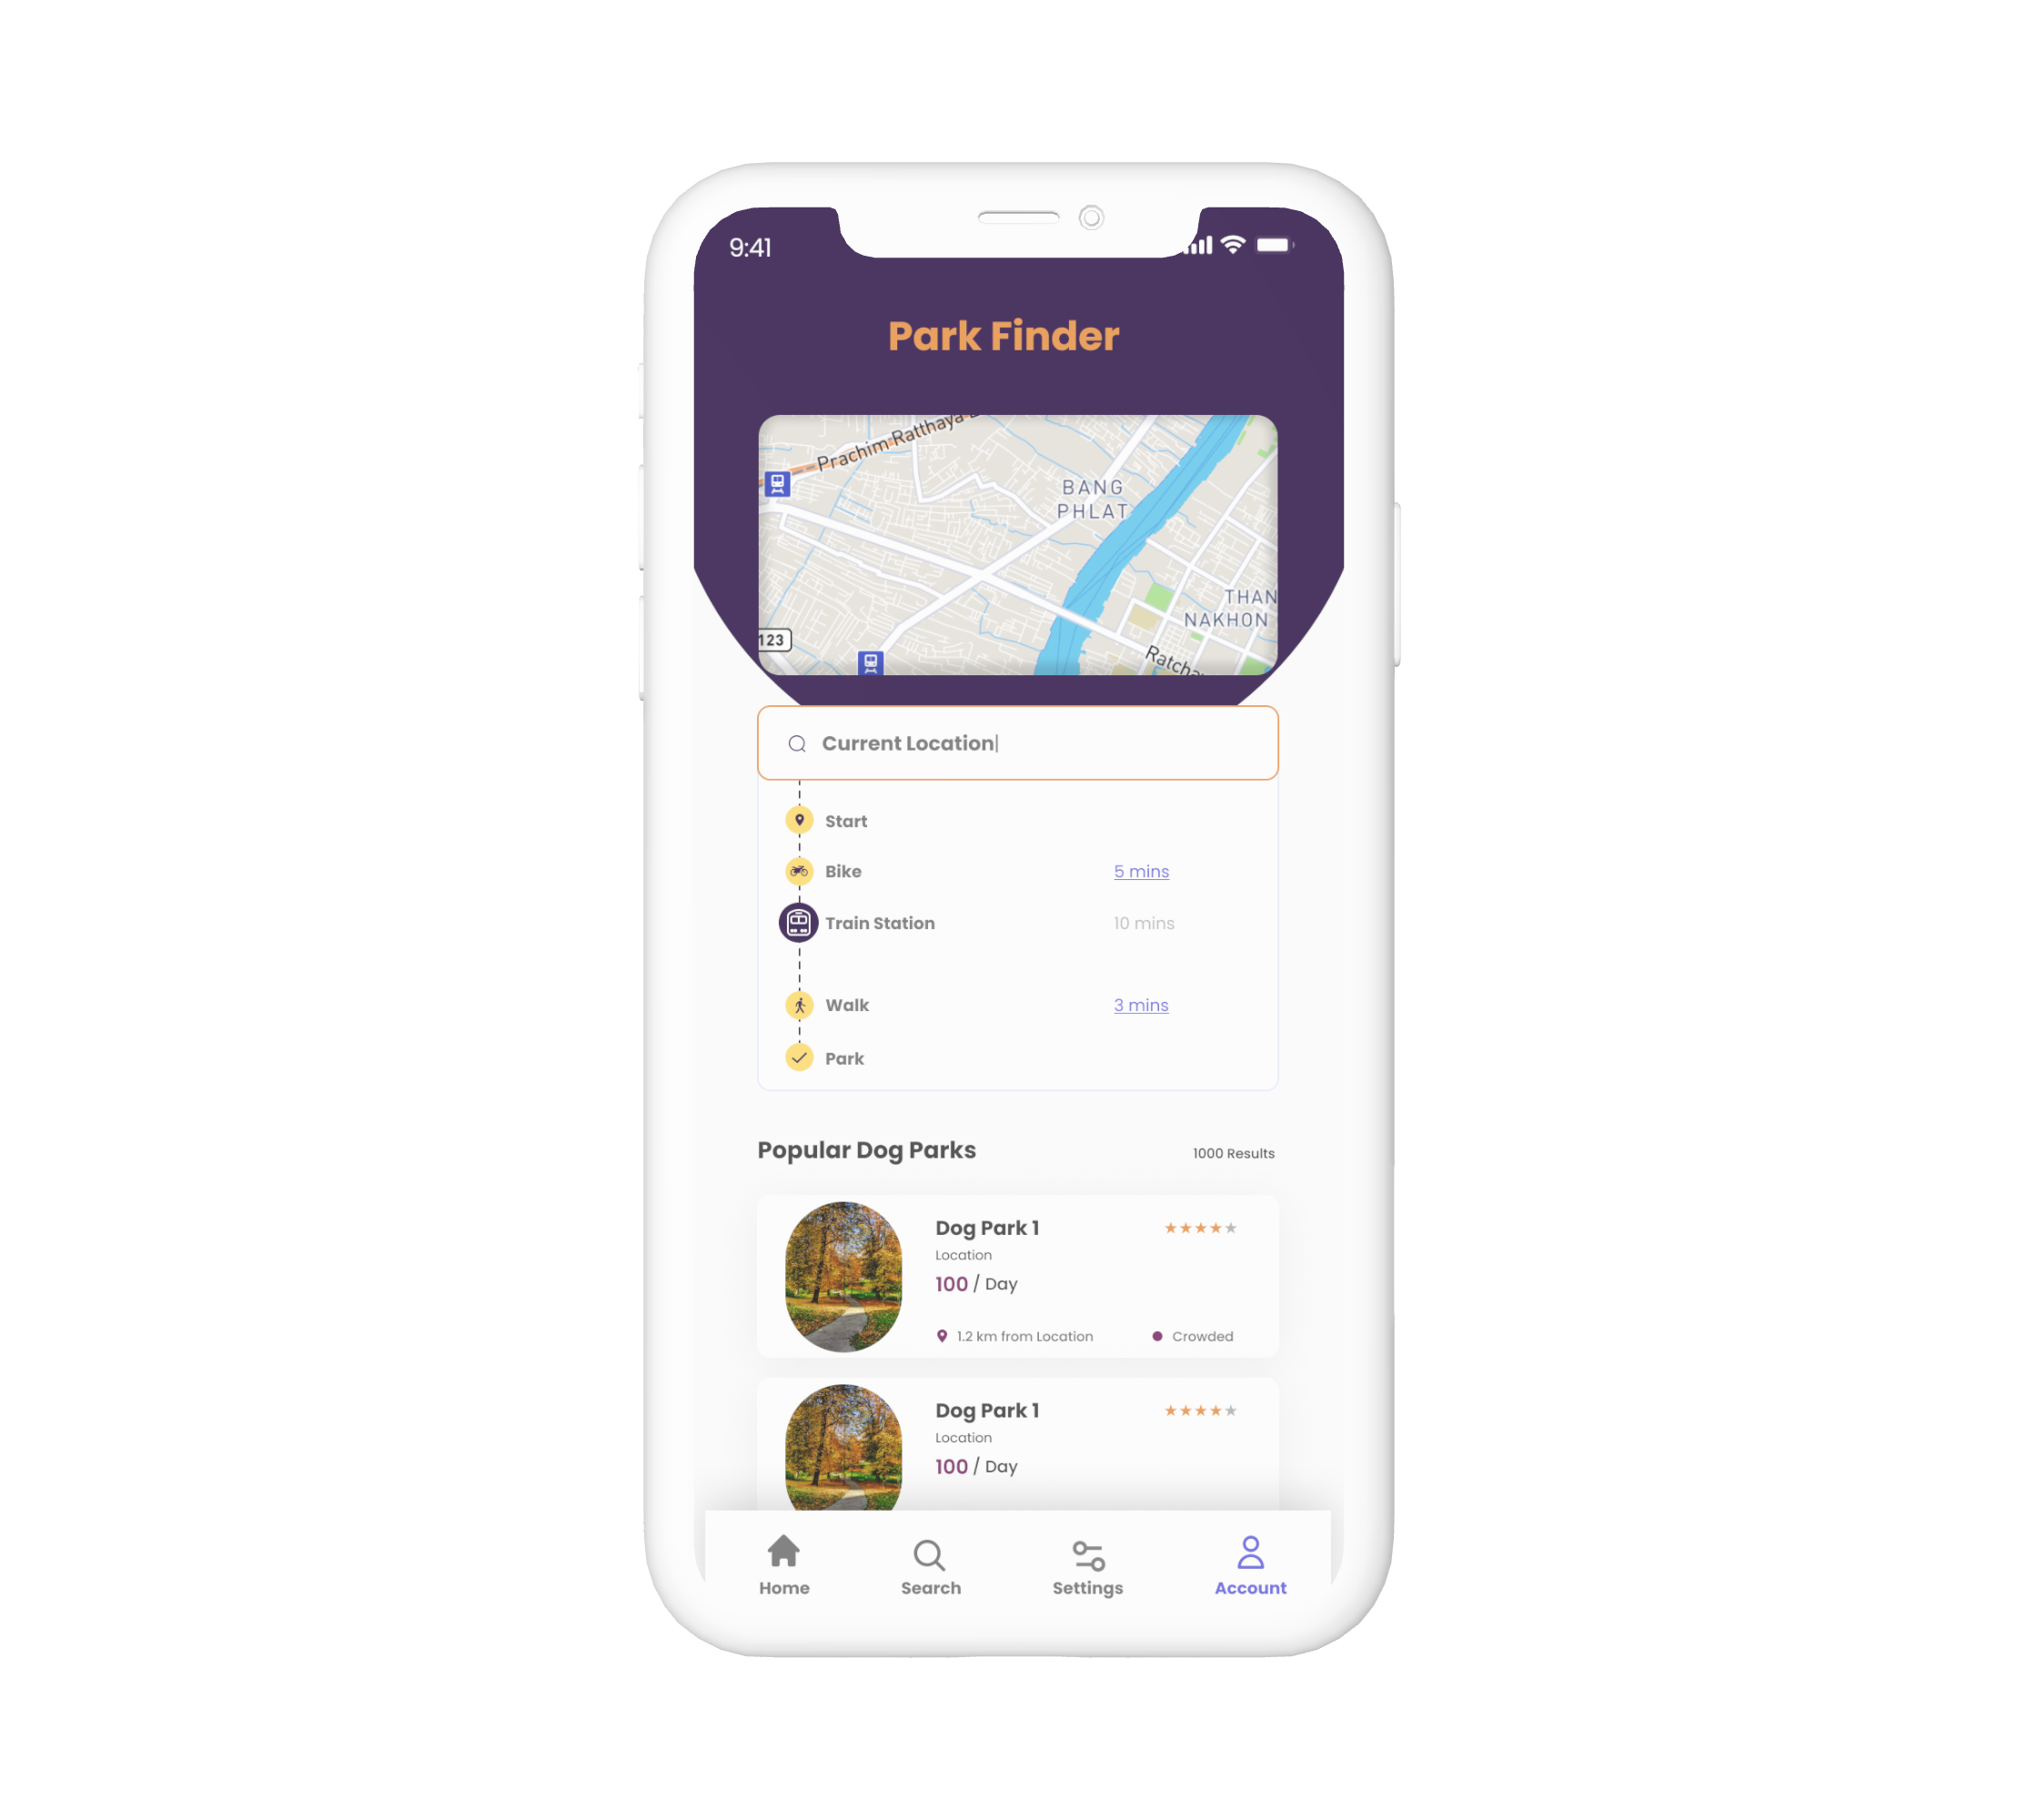 9:41
Park Finder
Prachim Ratthaya
BANG
PHLAT
THAN
NAKHON
123
Ratcha
Current Location
Start
Bike 5 mins
Train Station 10 mins
Walk 3 mins
Park
Popular Dog Parks 1000 Results
Dog Park 1
Location
100 / Day
1.2 km from Location Crowded
Dog Park 1
Location
100 / Day
Home Search Settings Account